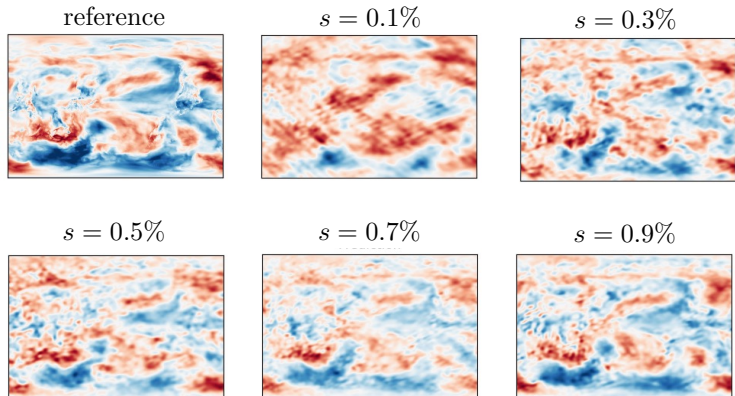 reference
s = 0.1%
s = 0.3%
s = 0.5%
s = 0.7%
s = 0.9%